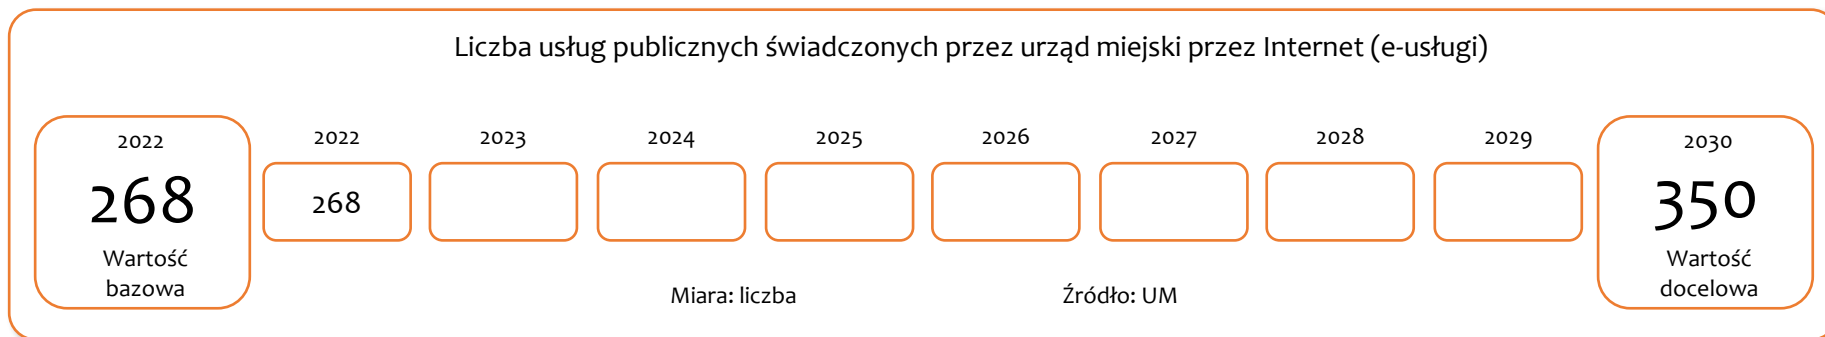 Liczba usług publicznych świadczonych przez urząd miejski przez Internet (e-usługi)
2022
268
Wartość
bazowa
2022
268
2023
2024
2025
2026
2027
2028
2029
2030
350
Wartość
docelowa
Miara: liczba
Źródło: UM